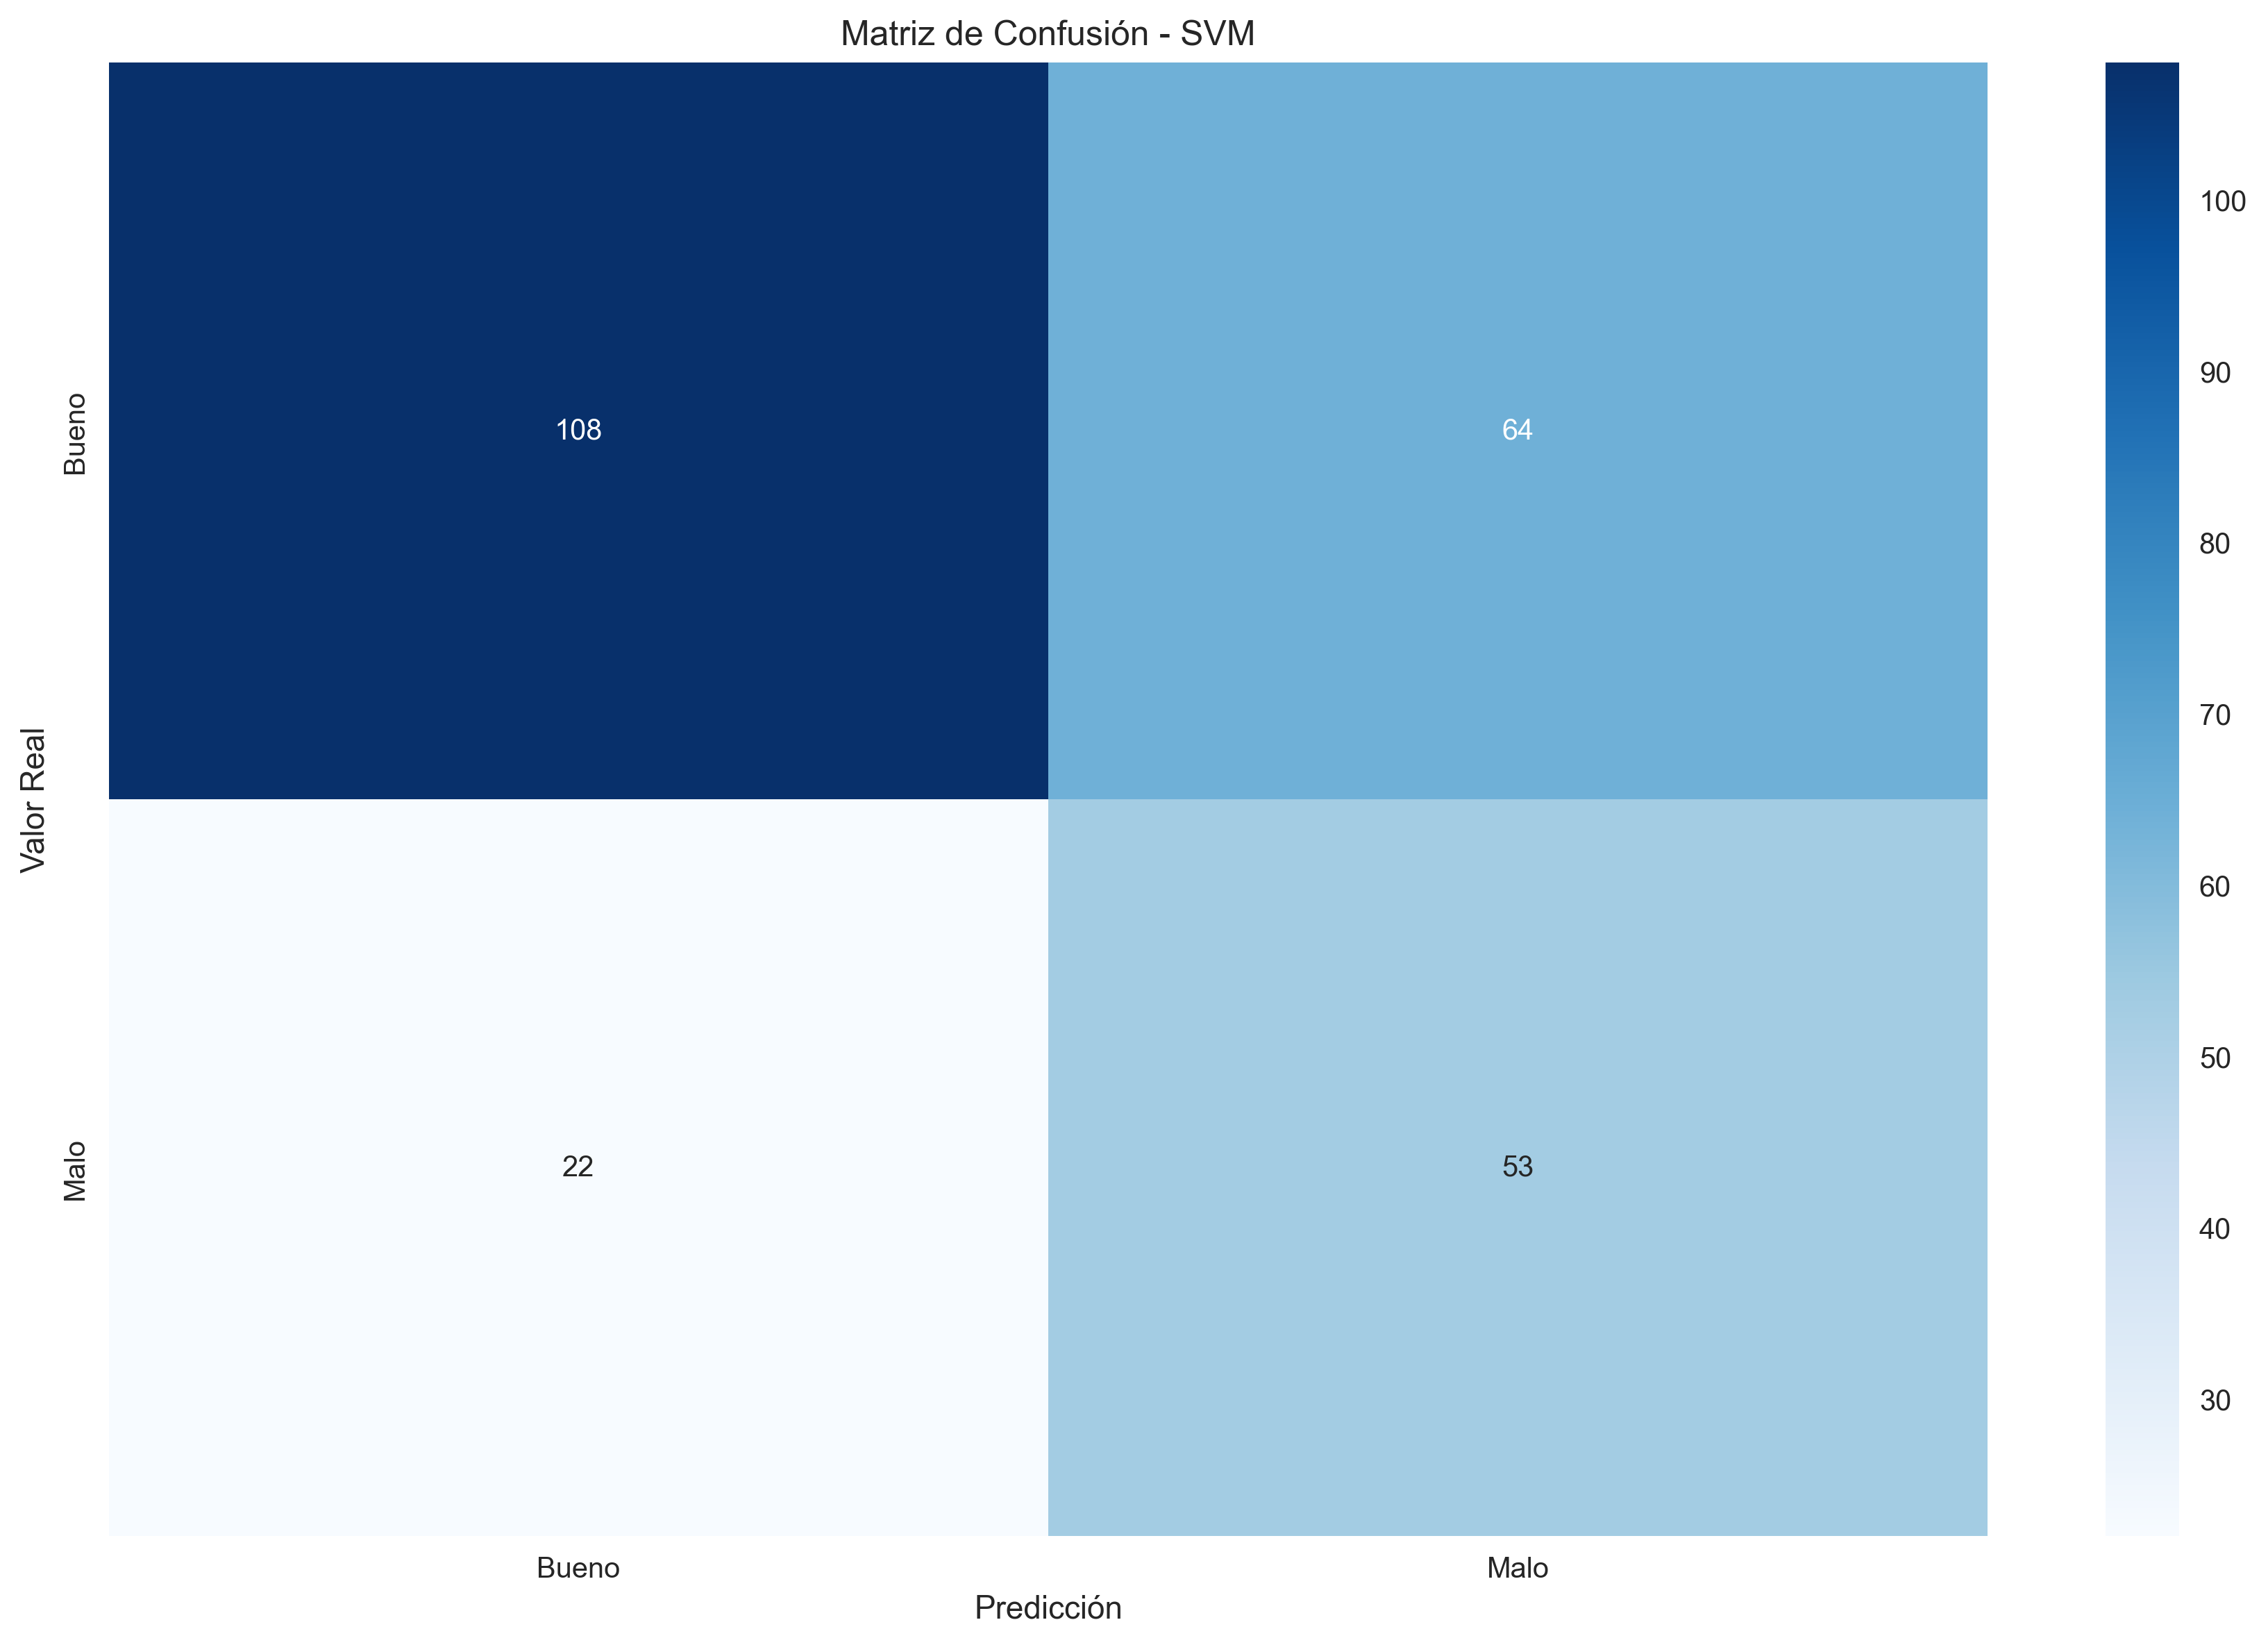 Matriz de Confusión - SVM
Valor Real
Bueno
108
64
Malo
22
53
Bueno
Malo
Predicción
100
90
80
70
60
50
40
30